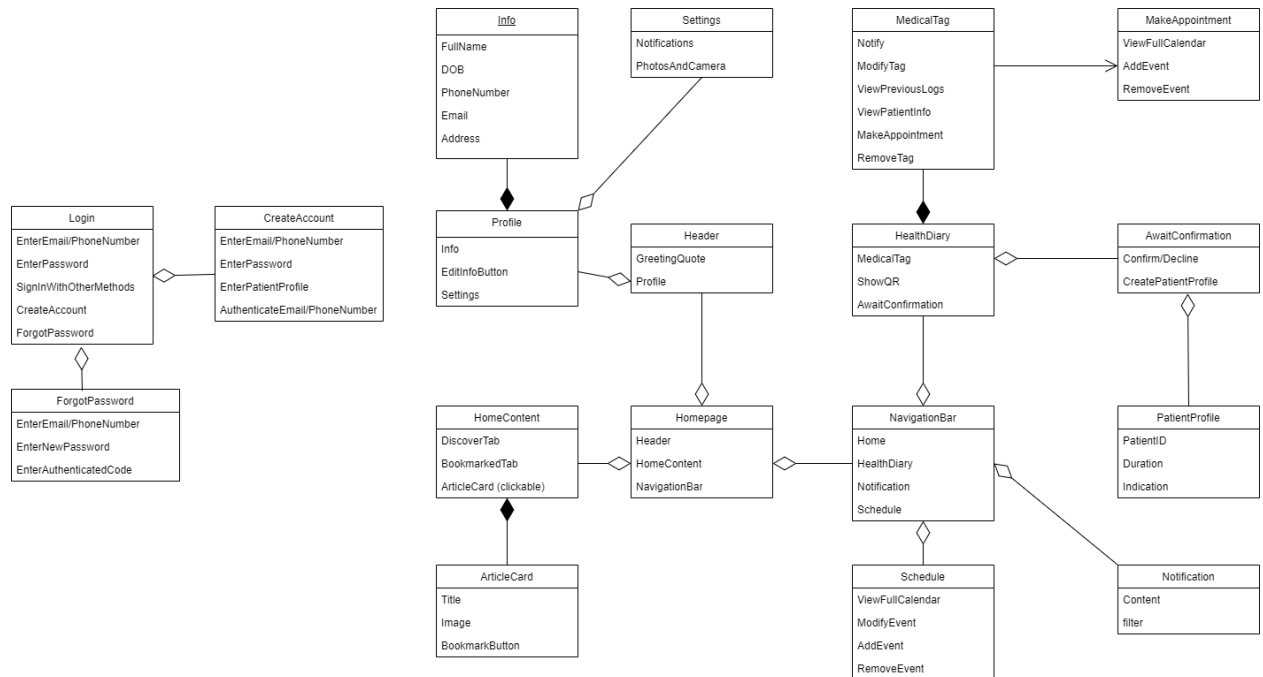 Info
FullName
DOB
PhoneNumber
Email
Address
Settings
Notifications
PhotosAndCamera
MedicalTag
Notify
ModifyTag
ViewPreviousLogs
ViewPatientInfo
MakeAppointment
RemoveTag
MakeAppointment
ViewFullCalendar
AddEvent
RemoveEvent
Login
EnterEmail/PhoneNumber
EnterPassword
SignInWithOtherMethods
CreateAccount
ForgotPassword
CreateAccount
EnterEmail/PhoneNumber
EnterPassword
EnterPatientProfile
AuthenticateEmail/PhoneNumber
Profile
Info
EditInfoButton
Settings
Header
GreetingQuote
Profile
HealthDiary
MedicalTag
ShowQR
AwaitConfirmation
AwaitConfirmation
Confirm/Decline
CreatePatientProfile
ForgotPassword
EnterEmail/PhoneNumber
EnterNewPassword
EnterAuthenticatedCode
HomeContent
DiscoverTab
BookmarkedTab
ArticleCard (clickable)
Homepage
Header
HomeContent
NavigationBar
NavigationBar
Home
HealthDiary
Notification
Schedule
PatientProfile
PatientID
Duration
Indication
ArticleCard
Title
Image
BookmarkButton
Schedule
ViewFullCalendar
ModifyEvent
AddEvent
RemoveEvent
Notification
Content
filter